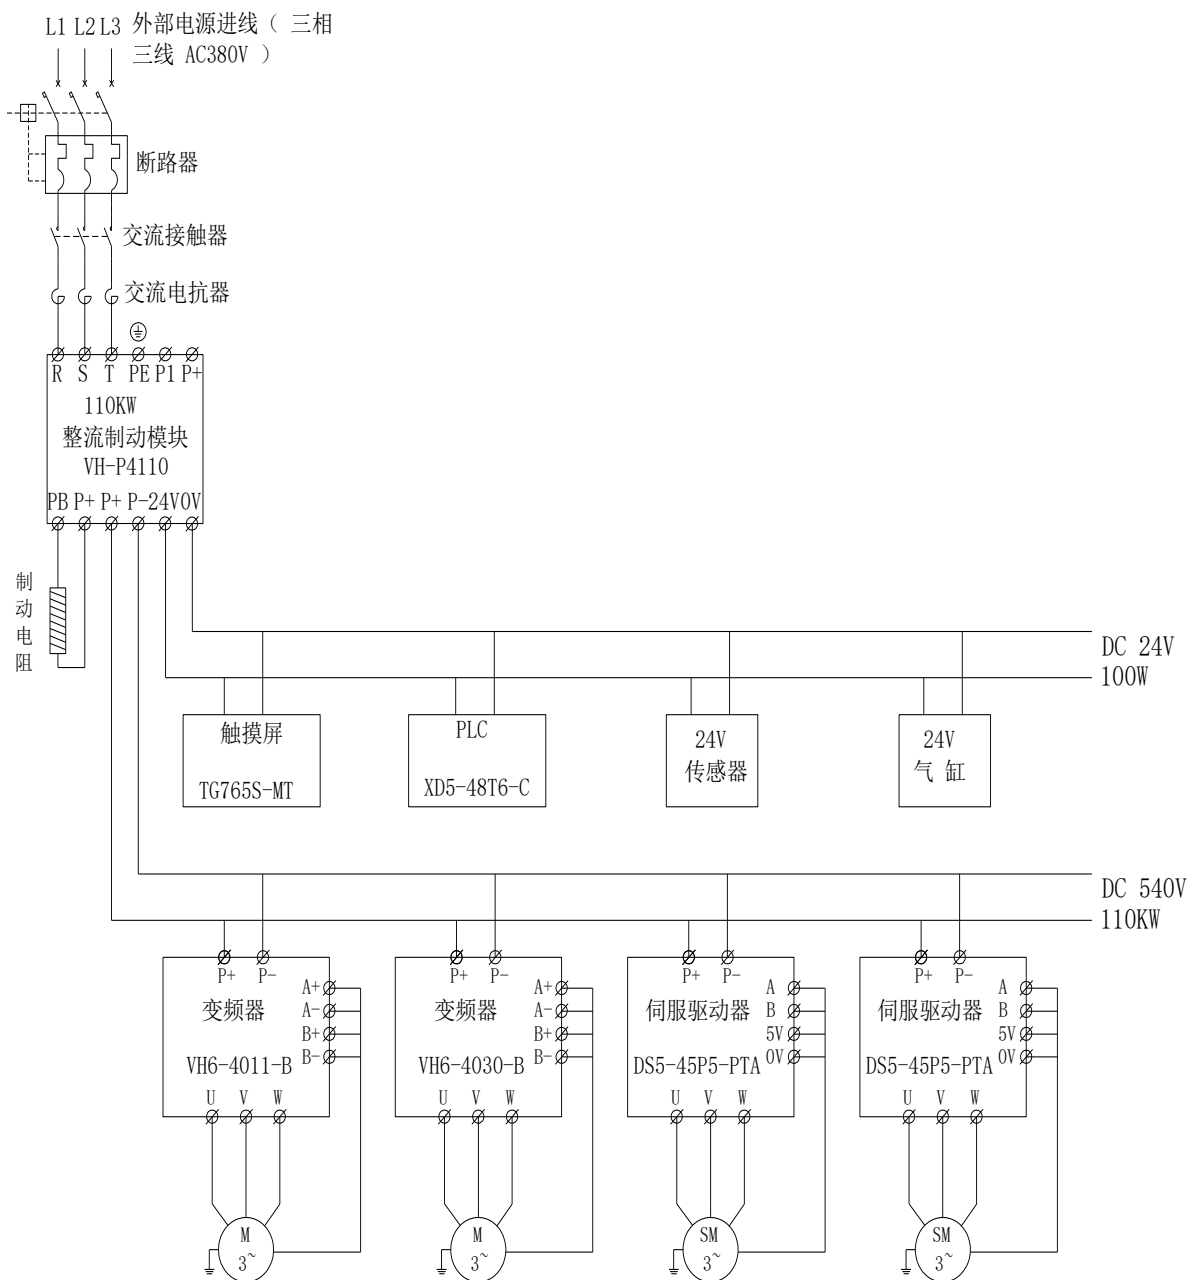 L1 L2 L3 外部电源进线（ 三相
三线 AC380V ）
断路器
交流接触器
交流电抗器
R S T PE P1 P+
110KW
整流制动模块
VH-P4110
PB P+ P+ P- 24V 0V
制
动
电
阻
DC 24V
100W
触摸屏
TG765S-MT
PLC
XD5-48T6-C
24V
传感器
24V
气 缸
DC 540V
110KW
P+ P-
A+
变频器
A-
B+
VH6-4011-B
B-
U V W
M
3~
P+ P-
A+
变频器
A-
B+
VH6-4030-B
B-
U V W
M
3~
P+ P-
A
伺服驱动器
B
5V
DS5-45P5-PTA
0V
U V W
SM
3~
P+ P-
A
伺服驱动器
B
5V
DS5-45P5-PTA
0V
U V W
SM
3~